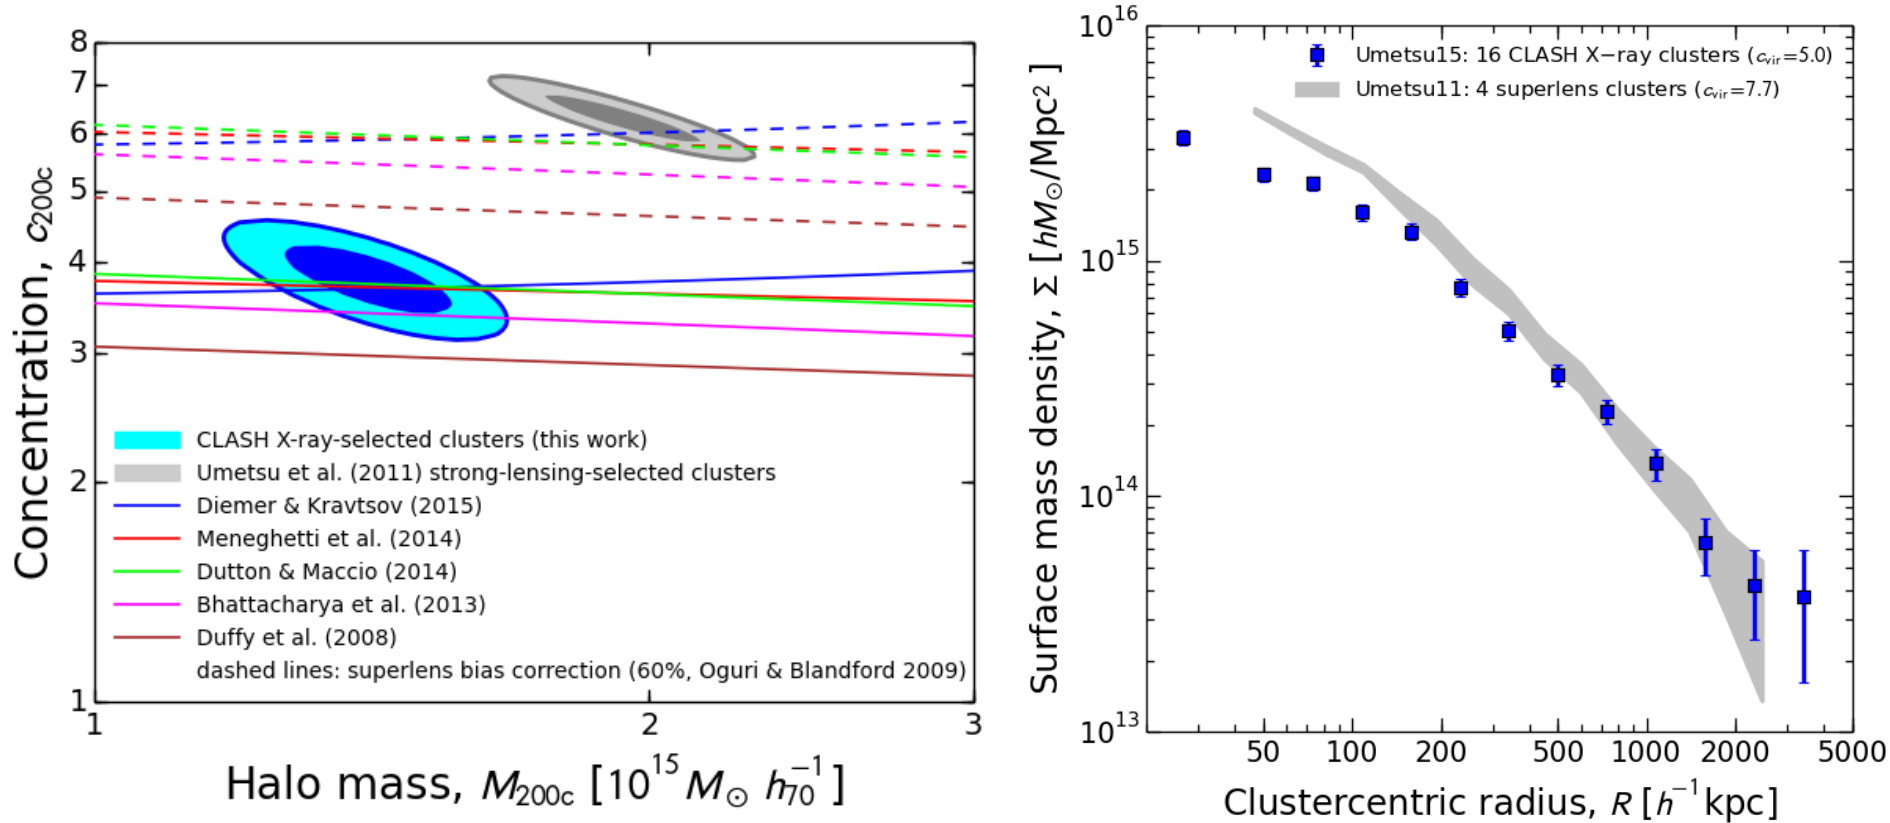 8
7
6
5
4
3
2
1
Concentration, c200c
CLASH X-ray-selected clusters (this work)
Umetsu et al. (2011) strong-lensing-selected clusters
Diemer & Kravtsov (2015)
Meneghetti et al. (2014)
Dutton & Maccio (2014)
Bhattacharya et al. (2013)
Duffy et al. (2008)
dashed lines: superlens bias correction (60%, Oguri & Blandford 2009)
1 2 3
Halo mass, M200c [10^15 M⊙ h70^−1]
10^16
10^15
10^14
10^13
Surface mass density, Σ [hM⊙/Mpc^2]
Umetsu15: 16 CLASH X−ray clusters (cvir=5.0)
Umetsu11: 4 superlens clusters (cvir=7.7)
50 100 200 500 1000 2000 5000
Clustercentric radius, R [h^−1 kpc]